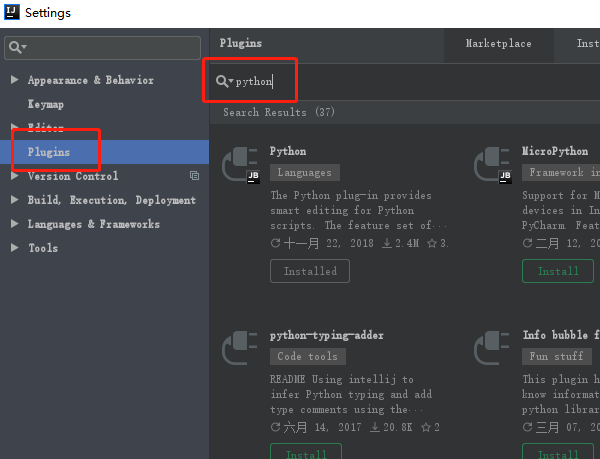 Settings
Plugins
Marketplace
Inst
python
Appearance & Behavior
Keymap
Editor
Plugins
Version Control
Build, Execution, Deployment
Languages & Frameworks
Tools
Search Results (37)
Python
Languages
The Python plug-in provides
smart editing for Python
scripts. The feature set of···
十一月 22, 2018 2.4M 3.
Installed
MicroPython
Framework in
Support for M
devices in In
PyCharm. Feat
二月 12, 20
Install
python-typing-adder
Code tools
README Using intellij to
infer Python typing and add
type comments using the···
六月 14, 2017 20.8K 2
Install
Info bubble f
Fun stuff
This plugin h
know informat
python librar
三月 07, 20
Install